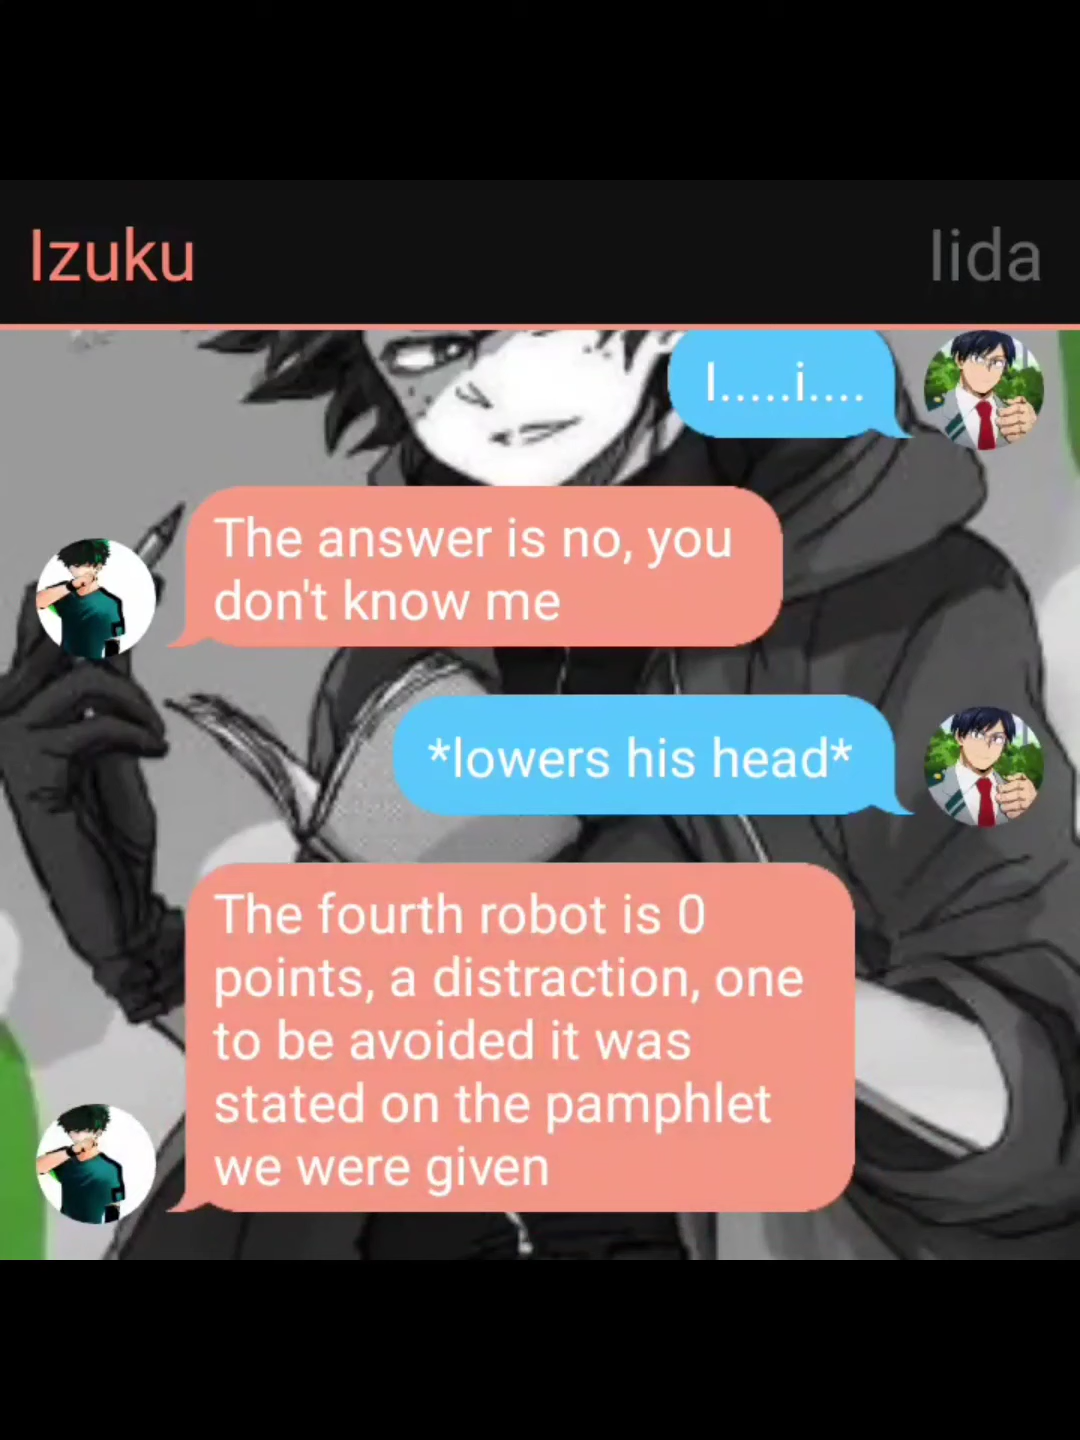 Izuku
Iida
I.....i....
The answer is no, you
don't know me
*lowers his head*
The fourth robot is 0
points, a distraction, one
to be avoided it was
stated on the pamphlet
we were given